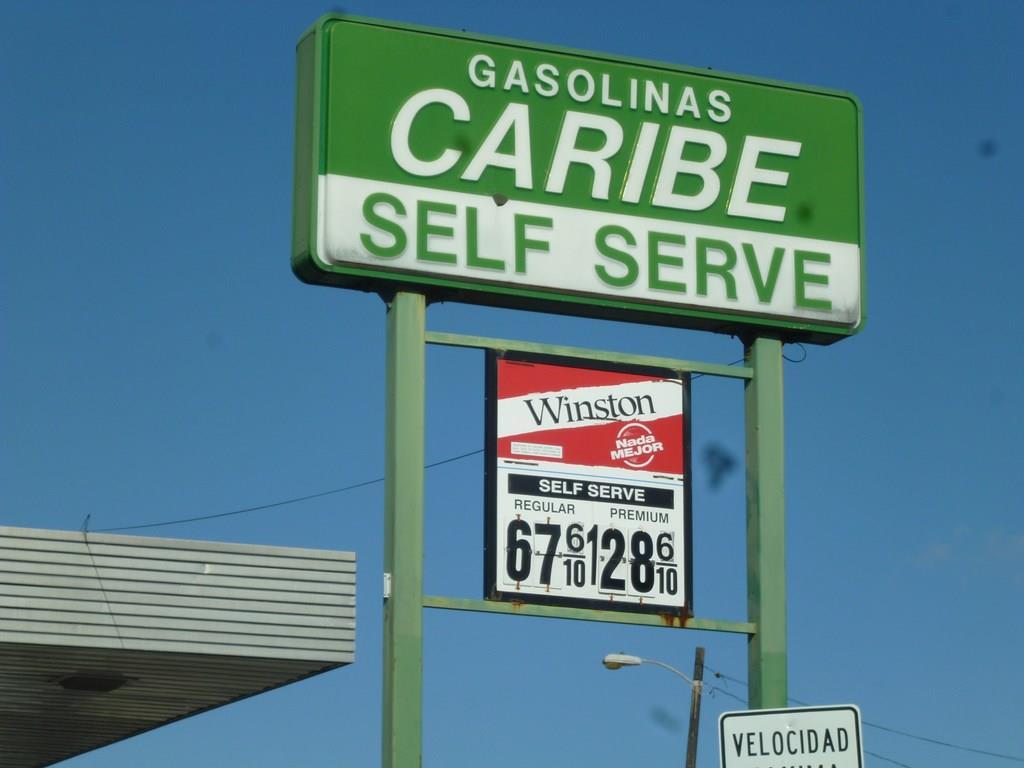 GASOLINAS
CARIBE
SELF SERVE
Winston
Nada
MEJOR
SELF SERVE
REGULAR PREMIUM
67 6/10 128 6/10
VELOCIDAD